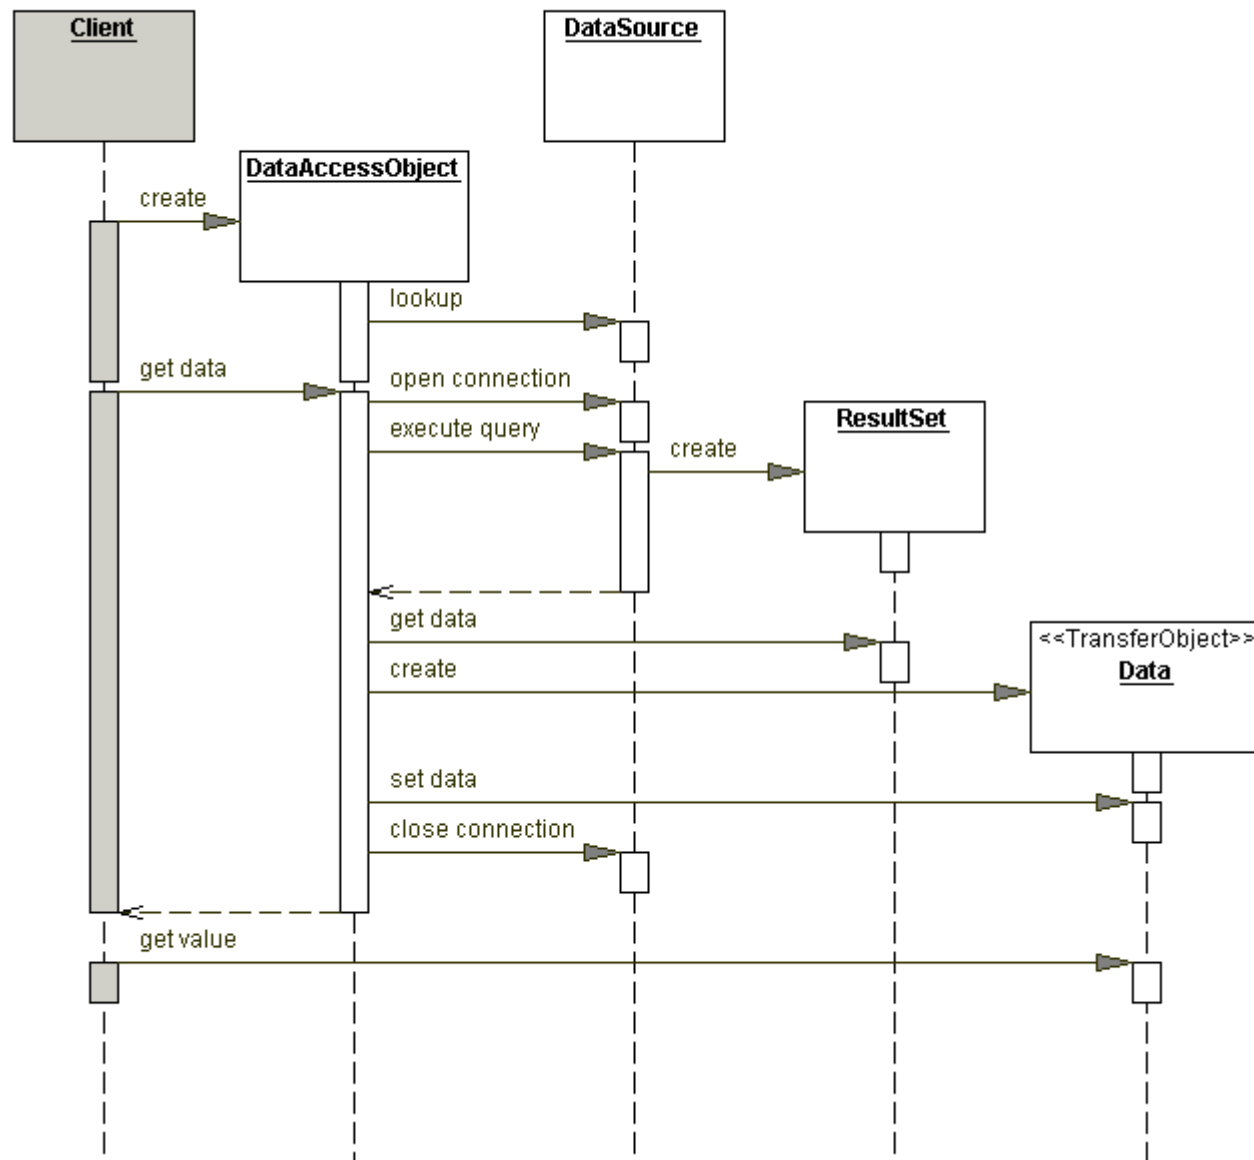 Client
DataSource
DataAccessObject
create
lookup
get data
open connection
ResultSet
execute query
create
get data
<<TransferObject>>
Data
create
set data
close connection
get value